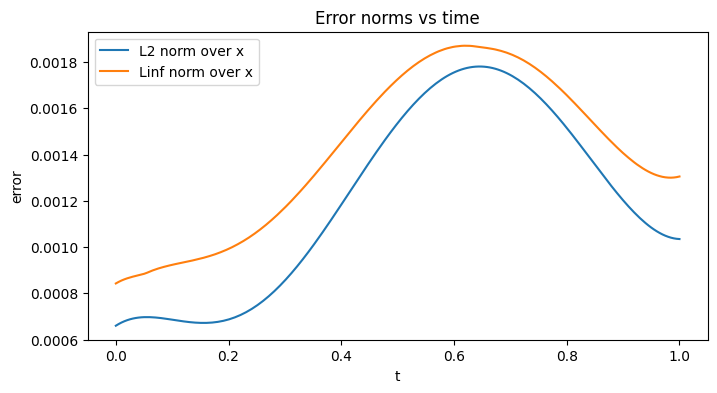 Error norms vs time
L2 norm over x
Linf norm over x
error
0.0018
0.0016
0.0014
0.0012
0.0010
0.0008
0.0006
0.0 0.2 0.4 0.6 0.8 1.0
t